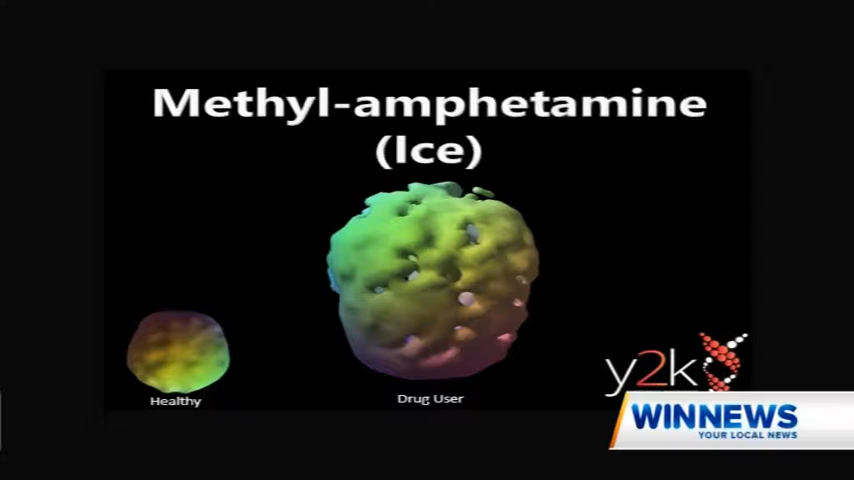 Methyl-amphetamine
(Ice)
Healthy
Drug User
y2k
WINNEWS
YOUR LOCAL NEWS